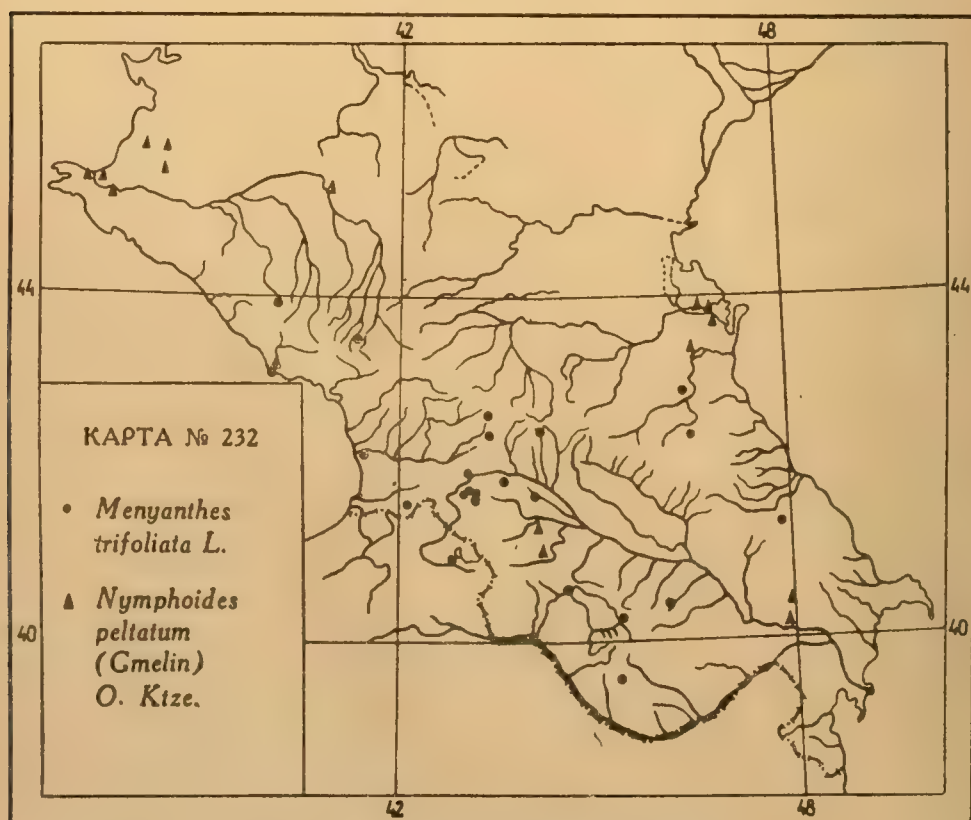 42 48
44 44
КАРТА № 232
Menyanthes
trifoliata L.
Nymphoides
peltatum
(Gmelin)
O. Ktze.
40 40
42 48